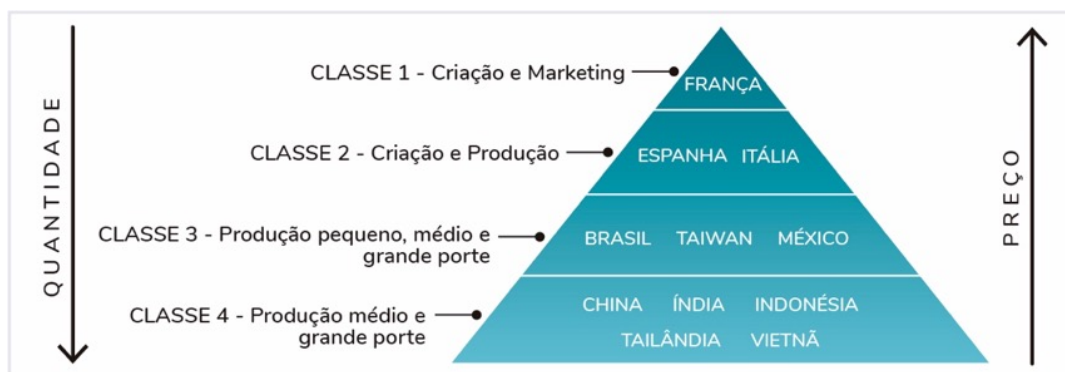 QUANTIDADE
CLASSE 1 - Criação e Marketing
FRANÇA
CLASSE 2 - Criação e Produção
ESPANHA ITÁLIA
CLASSE 3 - Produção pequeno, médio e
grande porte
BRASIL TAIWAN MÉXICO
CLASSE 4 - Produção médio e
grande porte
CHINA ÍNDIA INDONÉSIA
TAILÂNDIA VIETNÃ
PREÇO